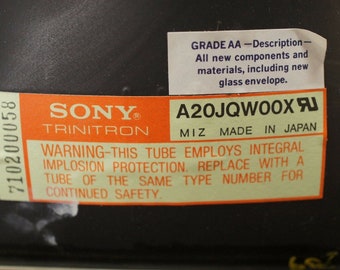 GRADE AA —Description—
All new components and
materials, including new
glass envelope.
SONY®
TRINITRON
A20JQW00X
MIZ MADE IN JAPAN
WARNING—THIS TUBE EMPLOYS INTEGRAL
IMPLOSION PROTECTION. REPLACE WITH A
TUBE OF THE SAME TYPE NUMBER FOR
CONTINUED SAFETY.
710200058